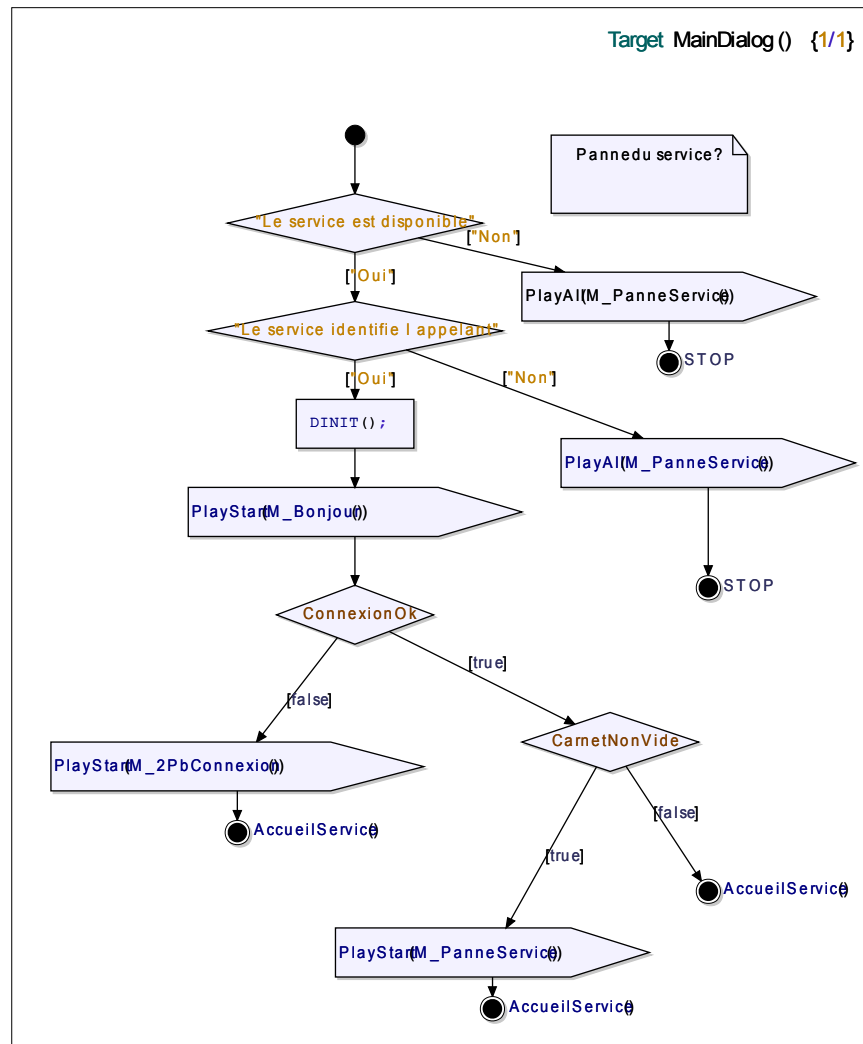 Target MainDialog () {1/1}
Pannedu service?
"Le service est disponible"
["Non"]
["Oui"]
PlayAll(M_PanneService())
"Le service identifie l appelant"
STOP
["Oui"]
["Non"]
DINIT();
PlayAll(M_PanneService())
PlayStart(M_Bonjour())
STOP
ConnexionOk
[true]
[false]
CarnetNonVide
PlayStart(M_2PbConnexion())
[false]
AccueilService()
[true]
AccueilService()
PlayStart(M_PanneService())
AccueilService()